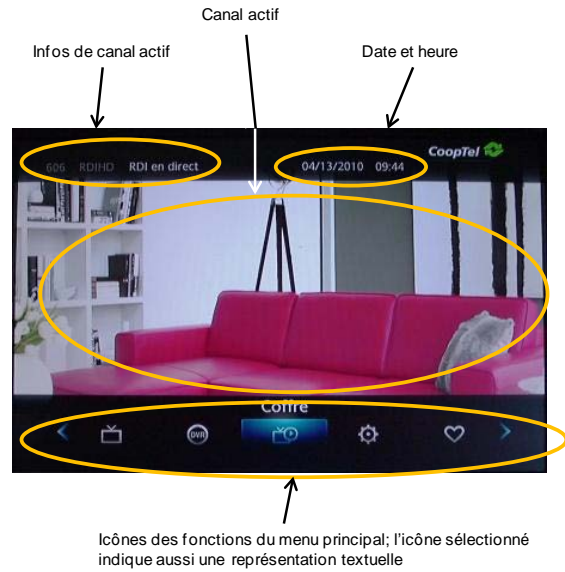 Canal actif
Infos de canal actif
Date et heure
CoopTel
606 RDIHD RDI en direct
04/13/2010 09:44
Coffre
DVR
Icônes des fonctions du menu principal; l'icône sélectionné
indique aussi une représentation textuelle